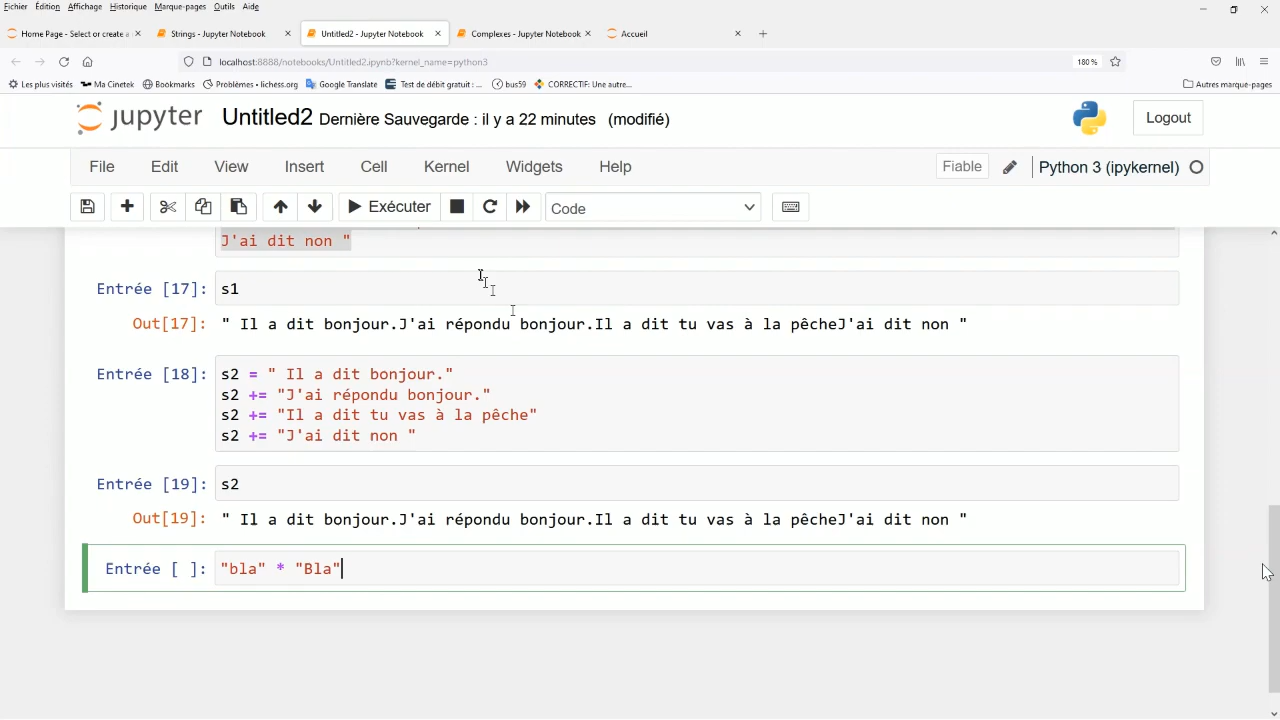 Fichier Édition Affichage Historique Marque-pages Outils Aide
Home Page - Select or create a Strings - Jupyter Notebook Untitled2 - Jupyter Notebook Complexes - Jupyter Notebook Accueil
localhost:8888/notebooks/Untitled2.ipynb?kernel_name=python3 180 %
Les plus visités Ma Cinetek Bookmarks Problèmes • lichess.org Google Translate Test de débit gratuit : ... bus59 CORRECTIF: Une autre... Autres marque-pages
jupyter Untitled2 Dernière Sauvegarde : il y a 22 minutes (modifié) Logout
File Edit View Insert Cell Kernel Widgets Help Fiable Python 3 (ipykernel)
Exécuter Code
J'ai dit non "
Entrée [17]: s1
Out[17]: " Il a dit bonjour.J'ai répondu bonjour.Il a dit tu vas à la pêcheJ'ai dit non "
Entrée [18]: s2 = " Il a dit bonjour."
s2 += "J'ai répondu bonjour."
s2 += "Il a dit tu vas à la pêche"
s2 += "J'ai dit non "
Entrée [19]: s2
Out[19]: " Il a dit bonjour.J'ai répondu bonjour.Il a dit tu vas à la pêcheJ'ai dit non "
Entrée [ ]: "bla" * "Bla"